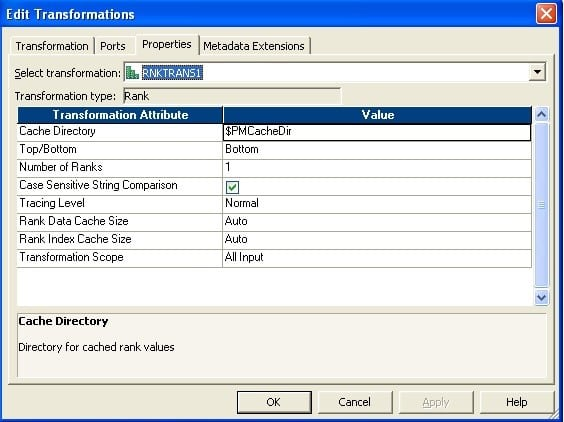 Edit Transformations
Transformation Ports Properties Metadata Extensions
Select transformation: RNKTRANS1
Transformation type: Rank
Transformation Attribute Value
Cache Directory $PMCacheDir
Top/Bottom Bottom
Number of Ranks 1
Case Sensitive String Comparison
Tracing Level Normal
Rank Data Cache Size Auto
Rank Index Cache Size Auto
Transformation Scope All Input
Cache Directory
Directory for cached rank values
OK Cancel Apply Help